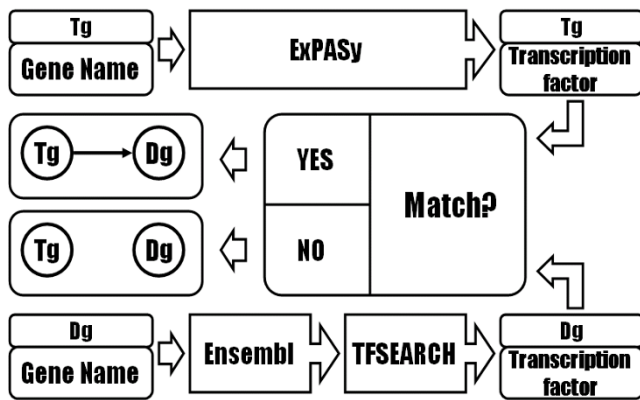 Tg
Gene Name
ExPASy
Tg
Transcription
factor
Tg
Dg
YES
Match?
Tg
Dg
NO
Dg
Gene Name
Ensembl
TFSEARCH
Dg
Transcription
factor